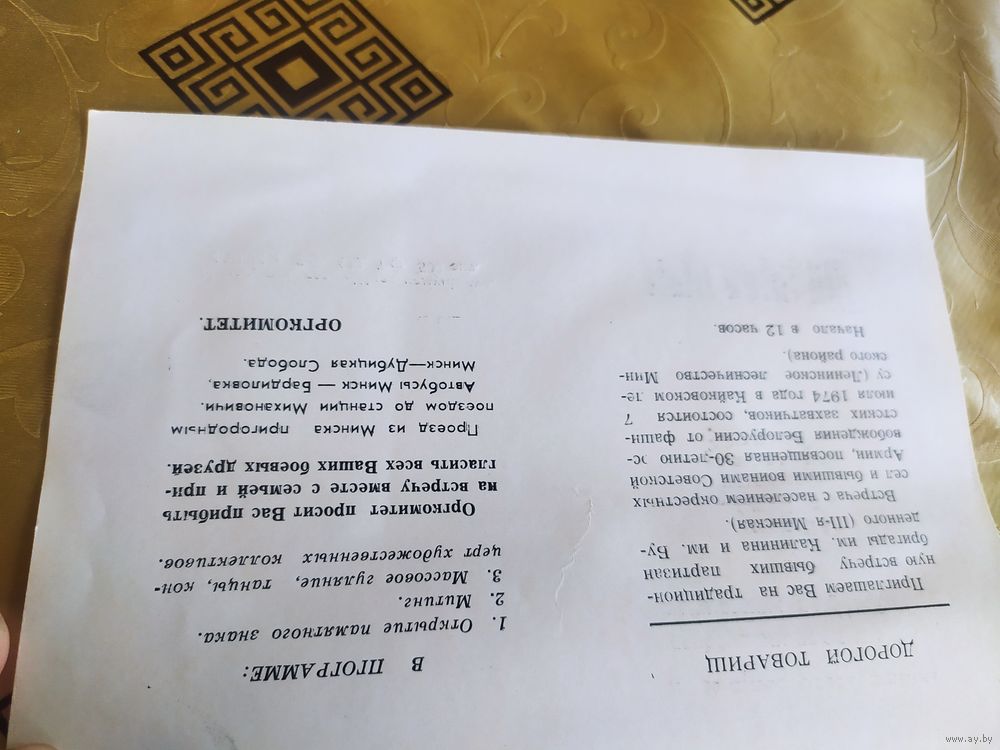 ДОРОГОЙ ТОВАРИЩ
Приглашаем Вас на традицион-
ную встречу бывших партизан
бригады им. Калинина и им. Бу-
денного (III-я Минская).
Встреча с населением окрестных
сел и бывшими воинами Советской
Армии, посвященная 30-летию ос-
вобождения Белоруссии от фаши-
стских захватчиков, состоится 7
июля 1974 года в Кайковском ле-
су (Ленинское лесничество Мин-
ского района).
Начало в 12 часов.
В ПРОГРАММЕ:
1. Открытие памятного знака.
2. Митинг.
3. Массовое гуляние, танцы, кон-
церт художественных коллективов.
Оргкомитет просит Вас прибыть
на встречу вместе с семьей и при-
гласить всех Ваших боевых друзей.
Проезд из Минска пригородным
поездом до станции Михановичи.
Автобусы Минск — Бардиловка,
Минск—Дубицкая Слобода.
ОРГКОМИТЕТ.
www.ay.by